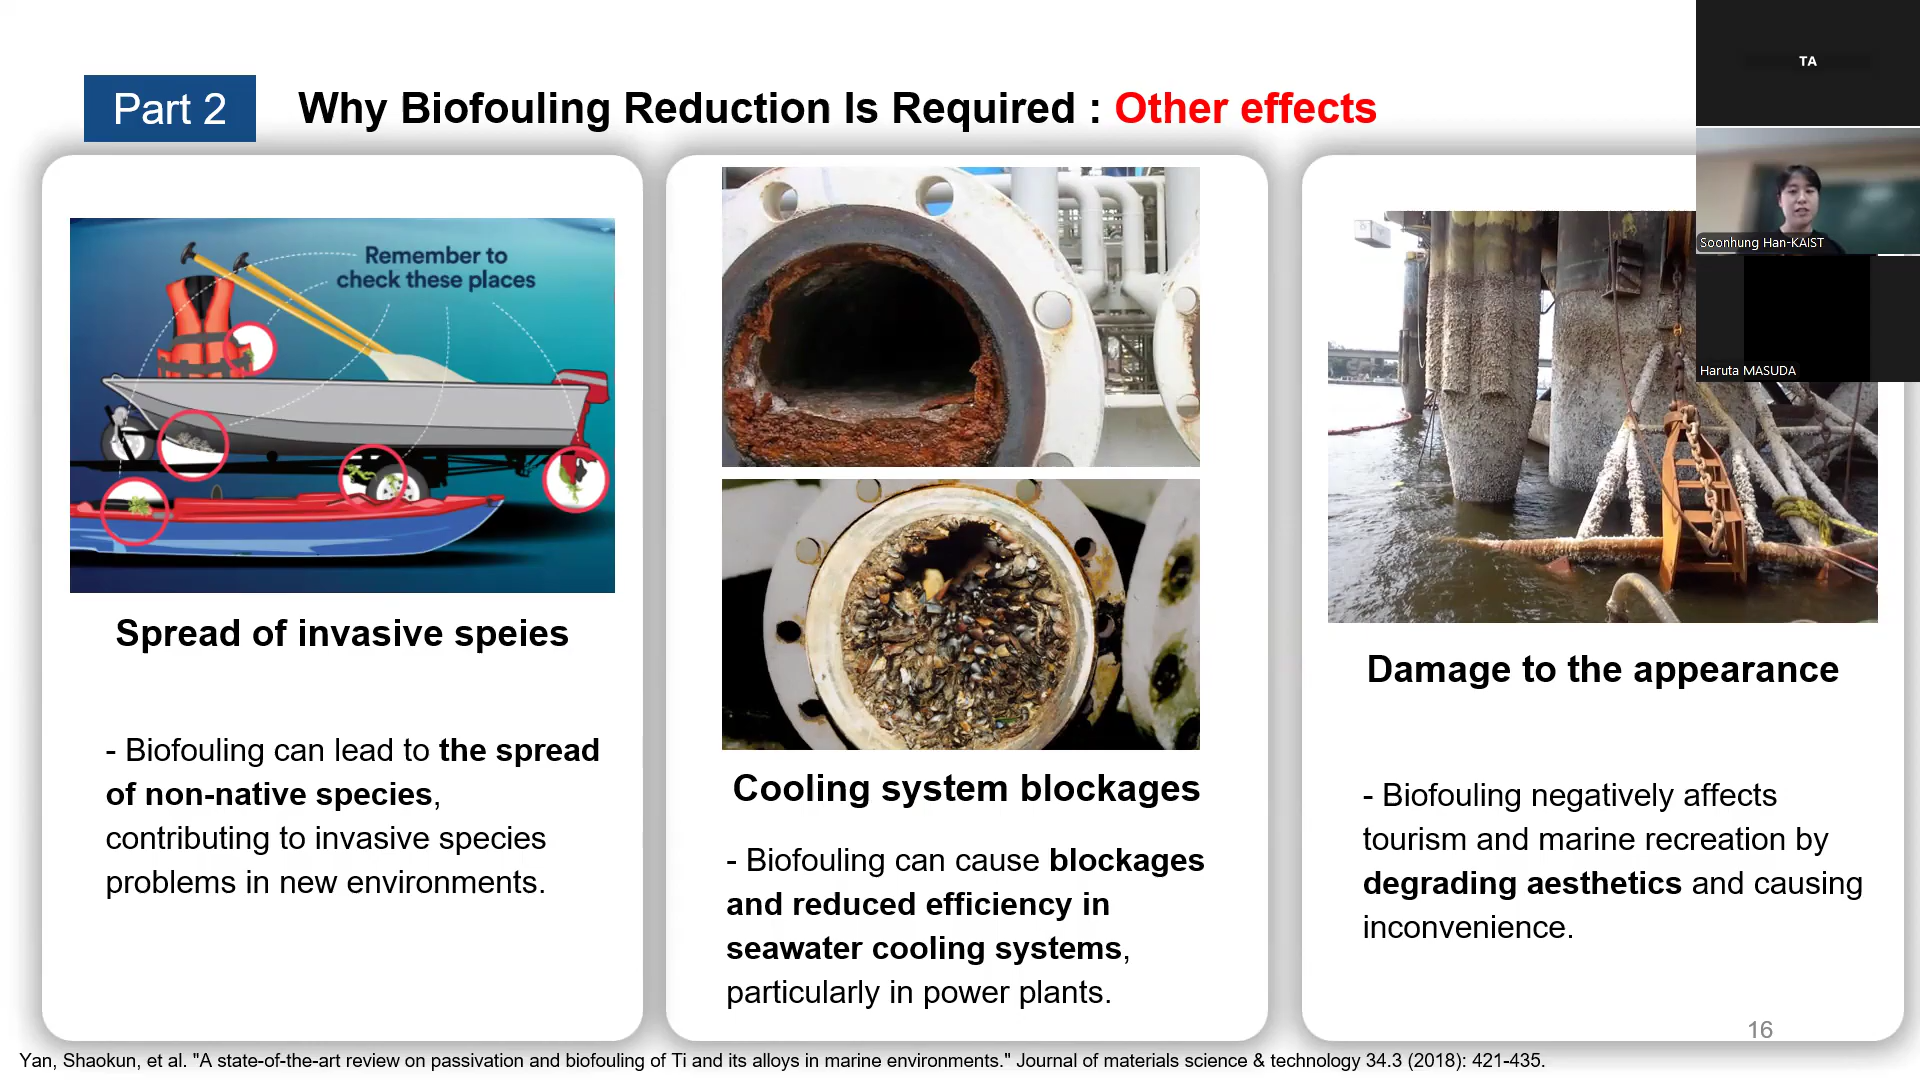 Part 2
Why Biofouling Reduction Is Required : Other effects
TA
Soonhung Han-KAIST
Haruta MASUDA
Remember to
check these places
Spread of invasive speies
- Biofouling can lead to the spread
of non-native species,
contributing to invasive species
problems in new environments.
Cooling system blockages
- Biofouling can cause blockages
and reduced efficiency in
seawater cooling systems,
particularly in power plants.
Damage to the appearance
- Biofouling negatively affects
tourism and marine recreation by
degrading aesthetics and causing
inconvenience.
16
Yan, Shaokun, et al. "A state-of-the-art review on passivation and biofouling of Ti and its alloys in marine environments." Journal of materials science & technology 34.3 (2018): 421-435.